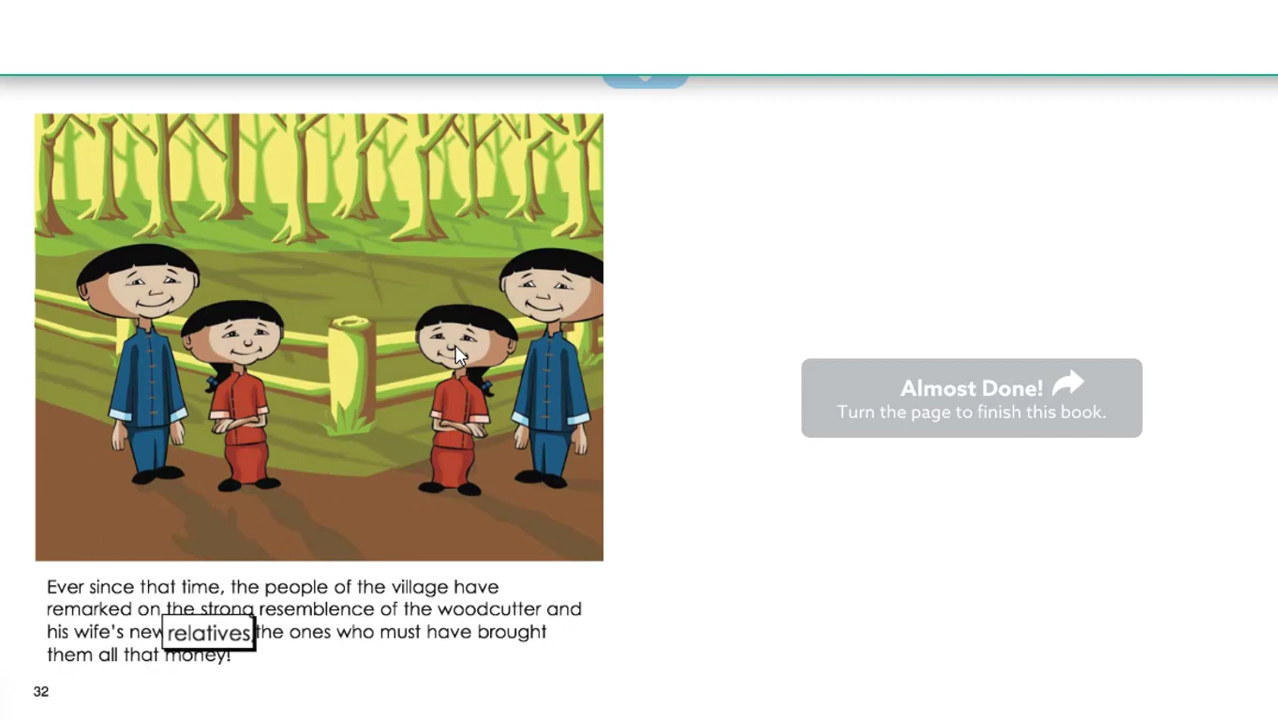 Almost Done!
Turn the page to finish this book.
Ever since that time, the people of the village have
remarked on the strong resemblence of the woodcutter and
his wife's new relatives the ones who must have brought
them all that money!
32